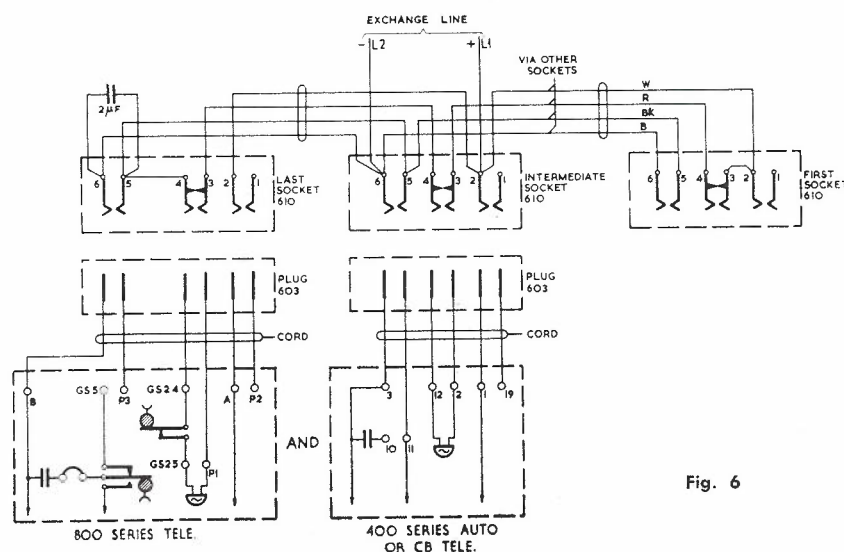 EXCHANGE LINE
- L2
+ L1
VIA OTHER
SOCKETS
W
R
BK
B
2µF
6 5 4 3 2 1
LAST
SOCKET
610
6 5 4 3 2 1
INTERMEDIATE
SOCKET
610
6 5 4 3 2 1
FIRST
SOCKET
610
PLUG
603
PLUG
603
CORD
CORD
B GS5 P3 GS24 A P2
GS25 P1
AND
3 12 2 1 19
10 11
800 SERIES TELE.
400 SERIES AUTO
OR CB TELE.
Fig. 6